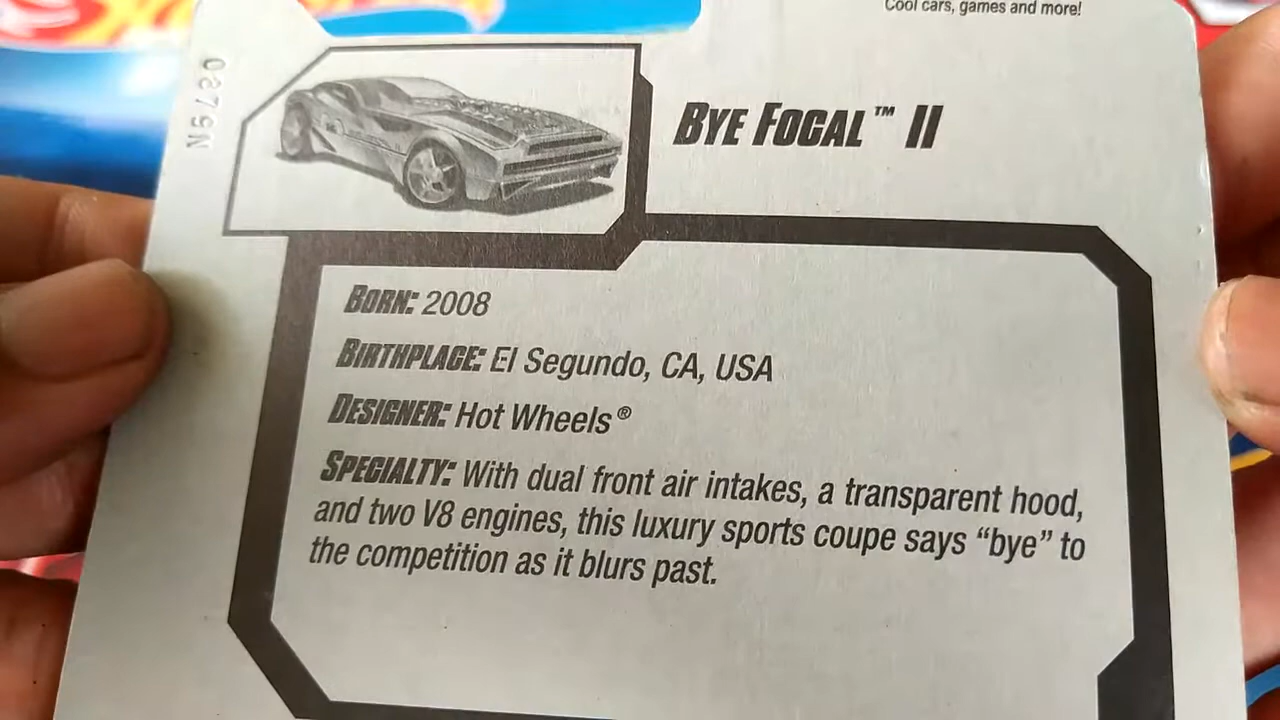 Cool cars, games and more!
BYE FOCAL™ II
BORN: 2008
BIRTHPLACE: El Segundo, CA, USA
DESIGNER: Hot Wheels®
SPECIALTY: With dual front air intakes, a transparent hood,
and two V8 engines, this luxury sports coupe says “bye” to
the competition as it blurs past.